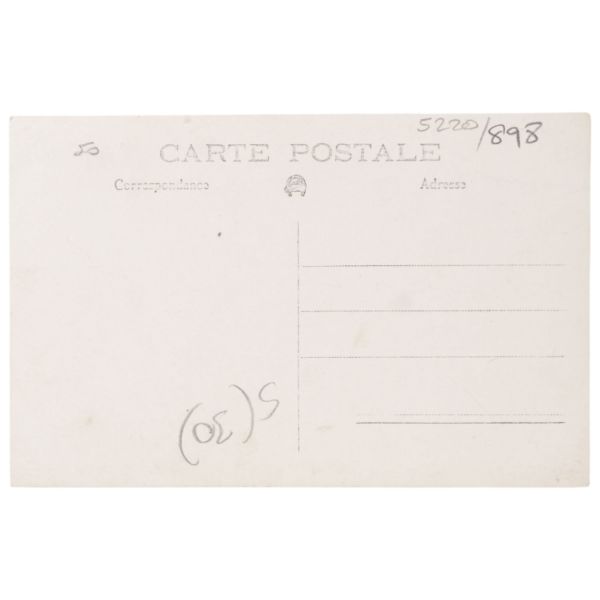 5220/898
50
CARTE POSTALE
Correspondance
Adresse
5(30)